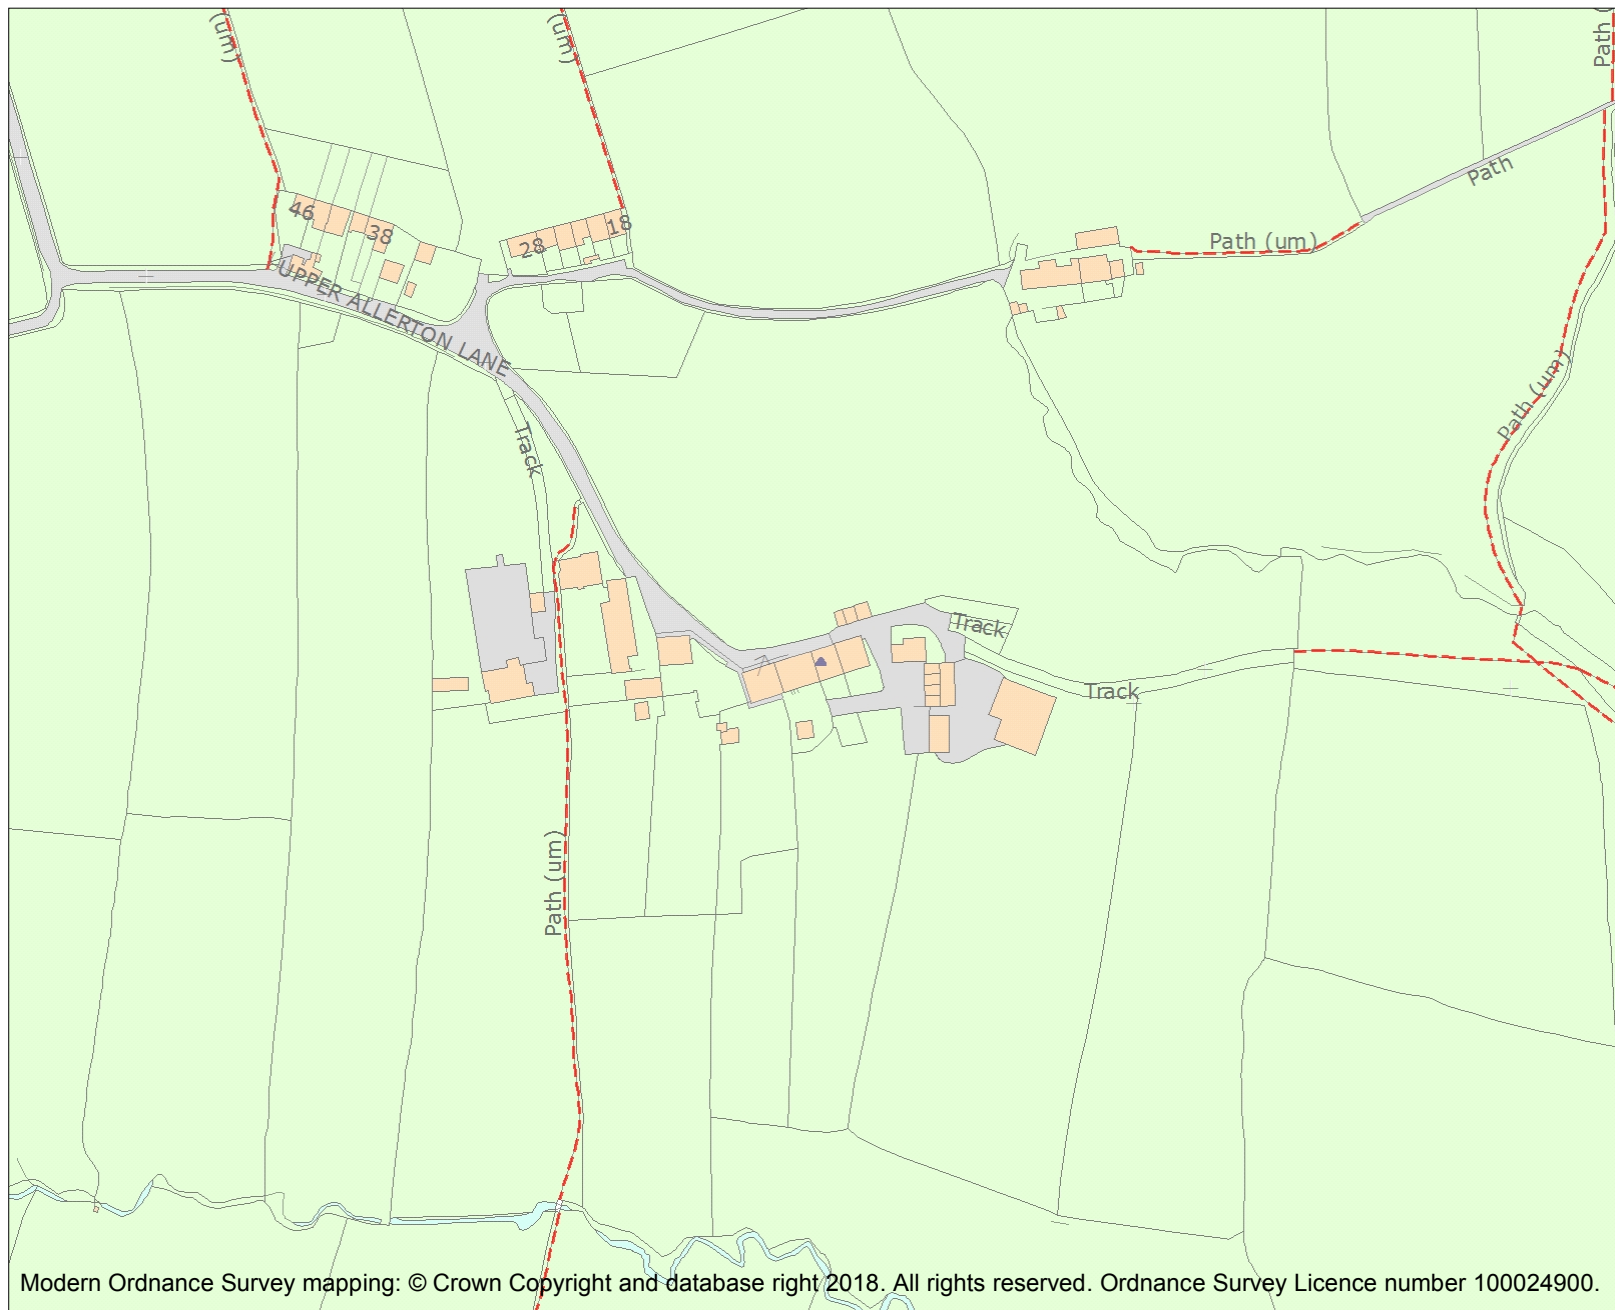 (um)
(um)
Path (
Path
46
38
28
18
Path (um)
UPPER ALLERTON LANE
Path (um)
Track
Track
Track
Path (um)
Modern Ordnance Survey mapping: © Crown Copyright and database right 2018. All rights reserved. Ordnance Survey Licence number 100024900.